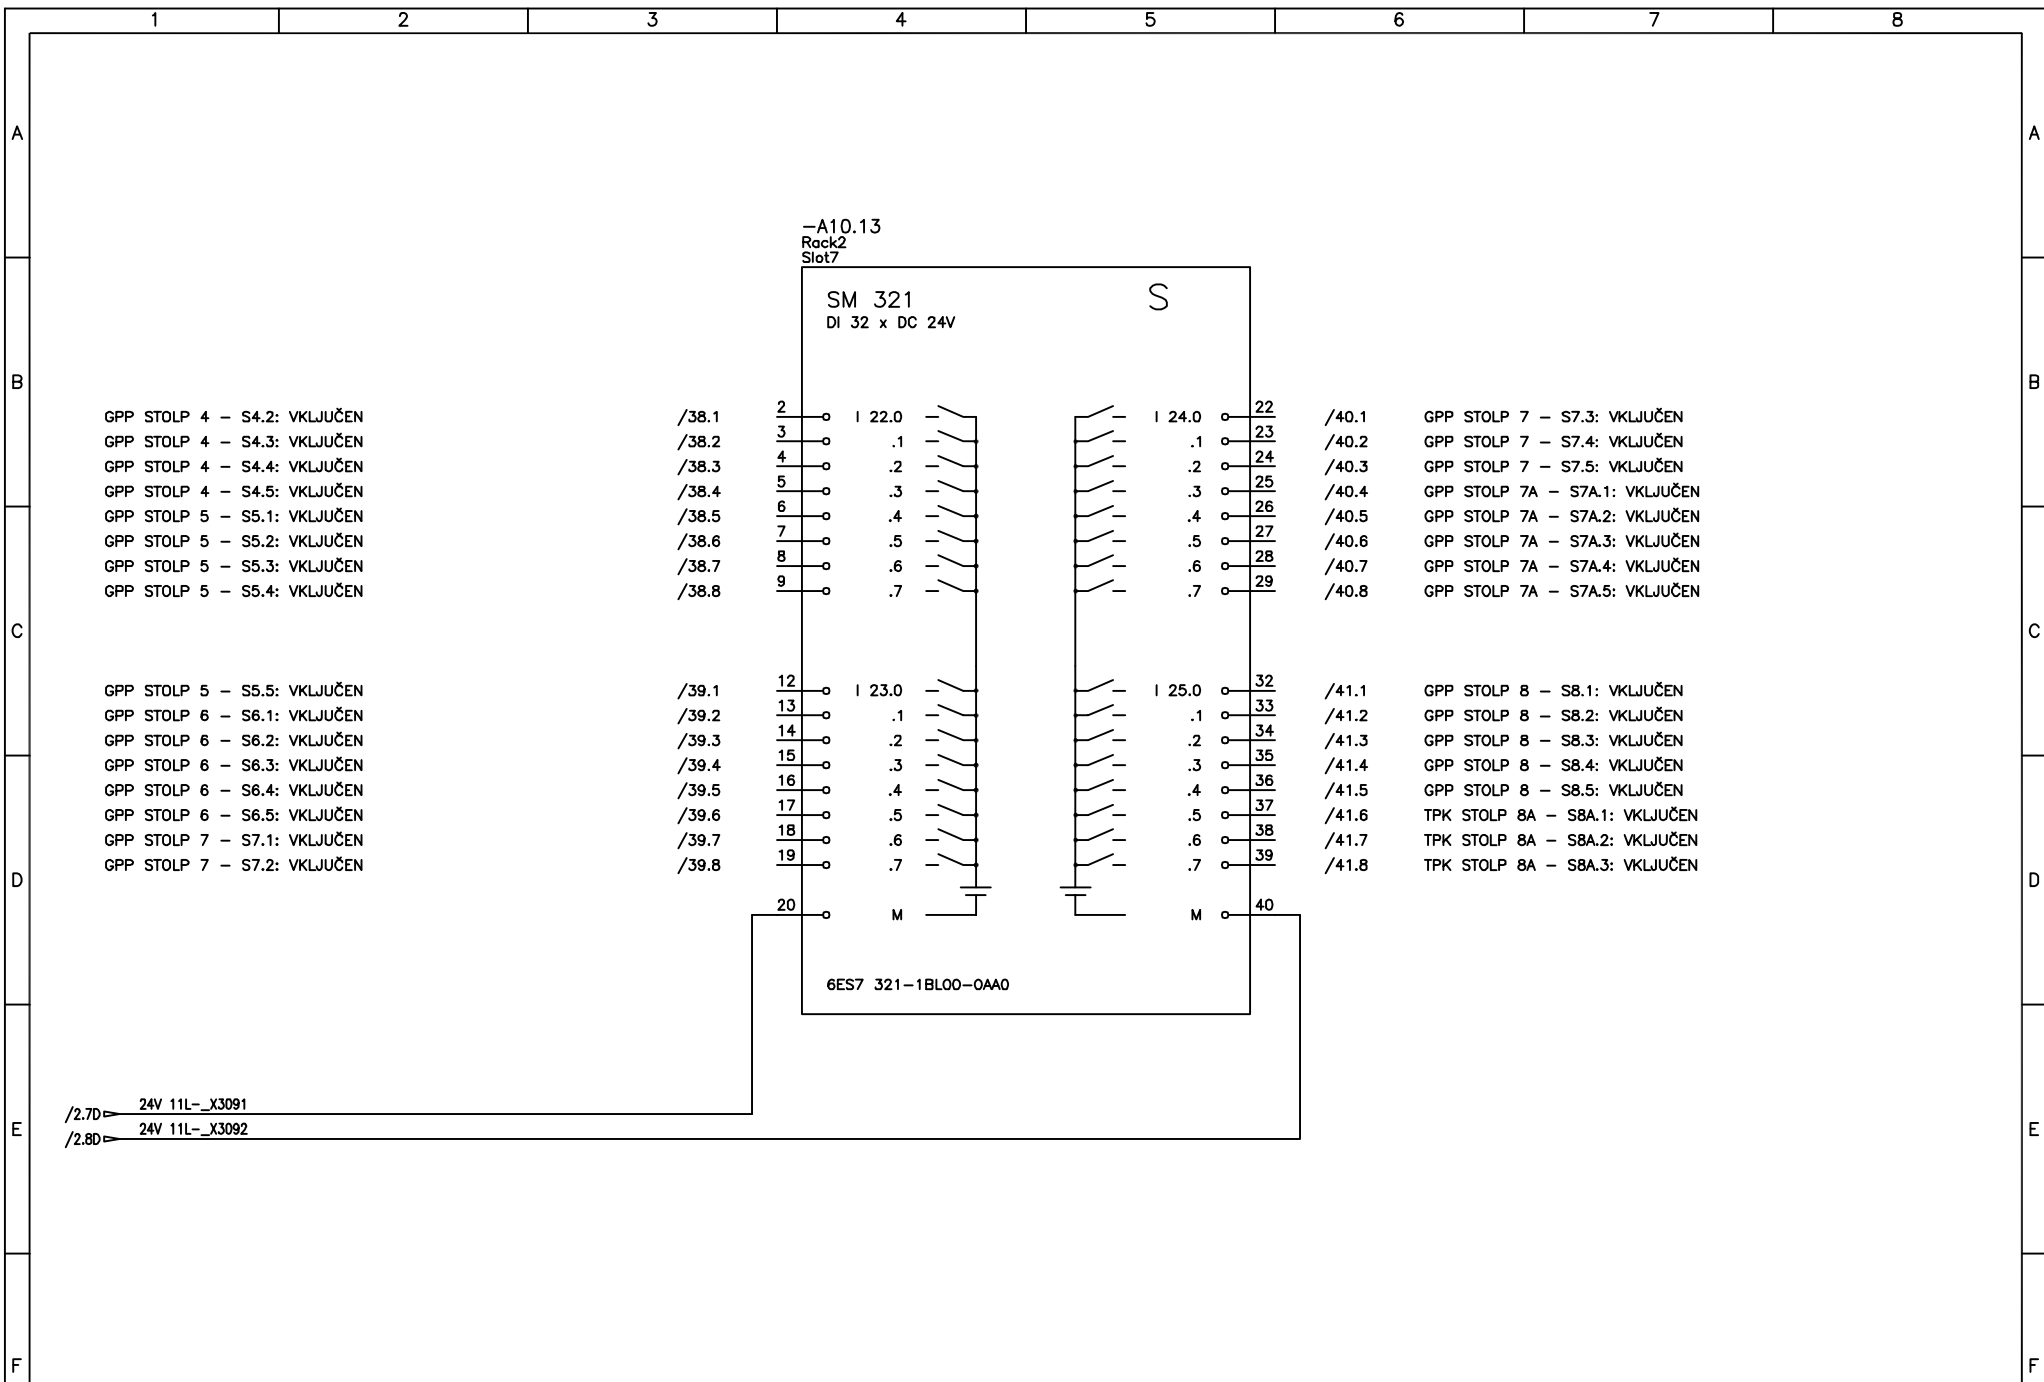 1 2 3 4 5 6 7 8
A A
-A10.13
Rack2
Slot7
SM 321 S
DI 32 x DC 24V
B B
GPP STOLP 4 - S4.2: VKLJUČEN /38.1 2 I 22.0 I 24.0 22 /40.1 GPP STOLP 7 - S7.3: VKLJUČEN
GPP STOLP 4 - S4.3: VKLJUČEN /38.2 3 .1 .1 23 /40.2 GPP STOLP 7 - S7.4: VKLJUČEN
GPP STOLP 4 - S4.4: VKLJUČEN /38.3 4 .2 .2 24 /40.3 GPP STOLP 7 - S7.5: VKLJUČEN
GPP STOLP 4 - S4.5: VKLJUČEN /38.4 5 .3 .3 25 /40.4 GPP STOLP 7A - S7A.1: VKLJUČEN
GPP STOLP 5 - S5.1: VKLJUČEN /38.5 6 .4 .4 26 /40.5 GPP STOLP 7A - S7A.2: VKLJUČEN
GPP STOLP 5 - S5.2: VKLJUČEN /38.6 7 .5 .5 27 /40.6 GPP STOLP 7A - S7A.3: VKLJUČEN
GPP STOLP 5 - S5.3: VKLJUČEN /38.7 8 .6 .6 28 /40.7 GPP STOLP 7A - S7A.4: VKLJUČEN
GPP STOLP 5 - S5.4: VKLJUČEN /38.8 9 .7 .7 29 /40.8 GPP STOLP 7A - S7A.5: VKLJUČEN
C C
GPP STOLP 5 - S5.5: VKLJUČEN /39.1 12 I 23.0 I 25.0 32 /41.1 GPP STOLP 8 - S8.1: VKLJUČEN
GPP STOLP 6 - S6.1: VKLJUČEN /39.2 13 .1 .1 33 /41.2 GPP STOLP 8 - S8.2: VKLJUČEN
GPP STOLP 6 - S6.2: VKLJUČEN /39.3 14 .2 .2 34 /41.3 GPP STOLP 8 - S8.3: VKLJUČEN
GPP STOLP 6 - S6.3: VKLJUČEN /39.4 15 .3 .3 35 /41.4 GPP STOLP 8 - S8.4: VKLJUČEN
GPP STOLP 6 - S6.4: VKLJUČEN /39.5 16 .4 .4 36 /41.5 GPP STOLP 8 - S8.5: VKLJUČEN
GPP STOLP 6 - S6.5: VKLJUČEN /39.6 17 .5 .5 37 /41.6 TPK STOLP 8A - S8A.1: VKLJUČEN
GPP STOLP 7 - S7.1: VKLJUČEN /39.7 18 .6 .6 38 /41.7 TPK STOLP 8A - S8A.2: VKLJUČEN
GPP STOLP 7 - S7.2: VKLJUČEN /39.8 19 .7 .7 39 /41.8 TPK STOLP 8A - S8A.3: VKLJUČEN
D D
20 M M 40
6ES7 321-1BL00-0AA0
/2.7D 24V 11L-_X3091
/2.8D 24V 11L-_X3092
E E
F F